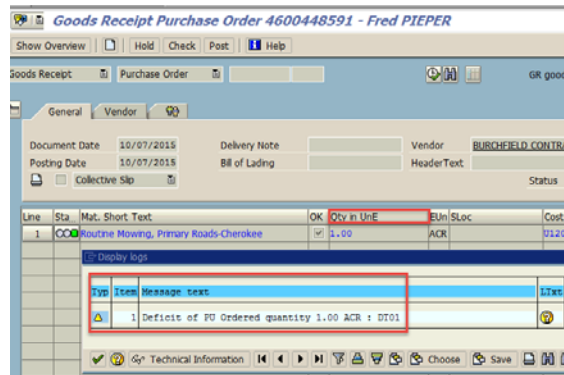 Goods Receipt Purchase Order 4600448591 - Fred PIEPER
Show Overview Hold Check Post Help
Goods Receipt Purchase Order GR good
General Vendor
Document Date 10/07/2015 Delivery Note Vendor BURCHFIELD CONTRA
Posting Date 10/07/2015 Bill of Lading HeaderText
Collective Slip Status
Line Sta Mat. Short Text OK Qty in UnE EUn SLoc Cost
1 Routine Mowing, Primary Roads-Cherokee 1.00 ACR U120
Display logs
Typ Item Message text LTxt
1 Deficit of PU Ordered quantity 1.00 ACR : DT01
Technical Information Choose Save